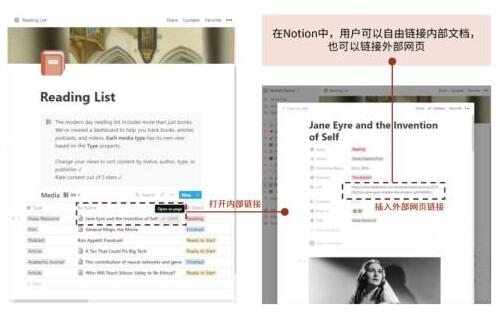 Reading List
Share Updates Favorite
Reading List
The modern day reading list includes more than just books.
We've created a dashboard to help you track books, articles,
podcasts, and videos. Each media type has its own view
based on the Type property.
Change your views to sort content by status, author, type, or
publisher
Rate content out of 5 stars
Media All Search New
Type Name
Open as page
Essay Resource Jane Eyre and the Invention of Self OPEN Reading
Film General Magic the Movie Finished
Podcast Bon Appetit Foodcast Ready to Start
Article A Tax That Could Fix Big Tech Ready to Start
Academic Journal The contribution of neural networks and gene Finished
Article Who Will Teach Silicon Valley to Be Ethical? Ready to Start
打开内部链接
在Notion中，用户可以自由链接内部文档，
也可以链接外部网页
Open as page
Share Updates Favorite
Jane Eyre and the Invention
of Self
Reading
插入外部网页链接